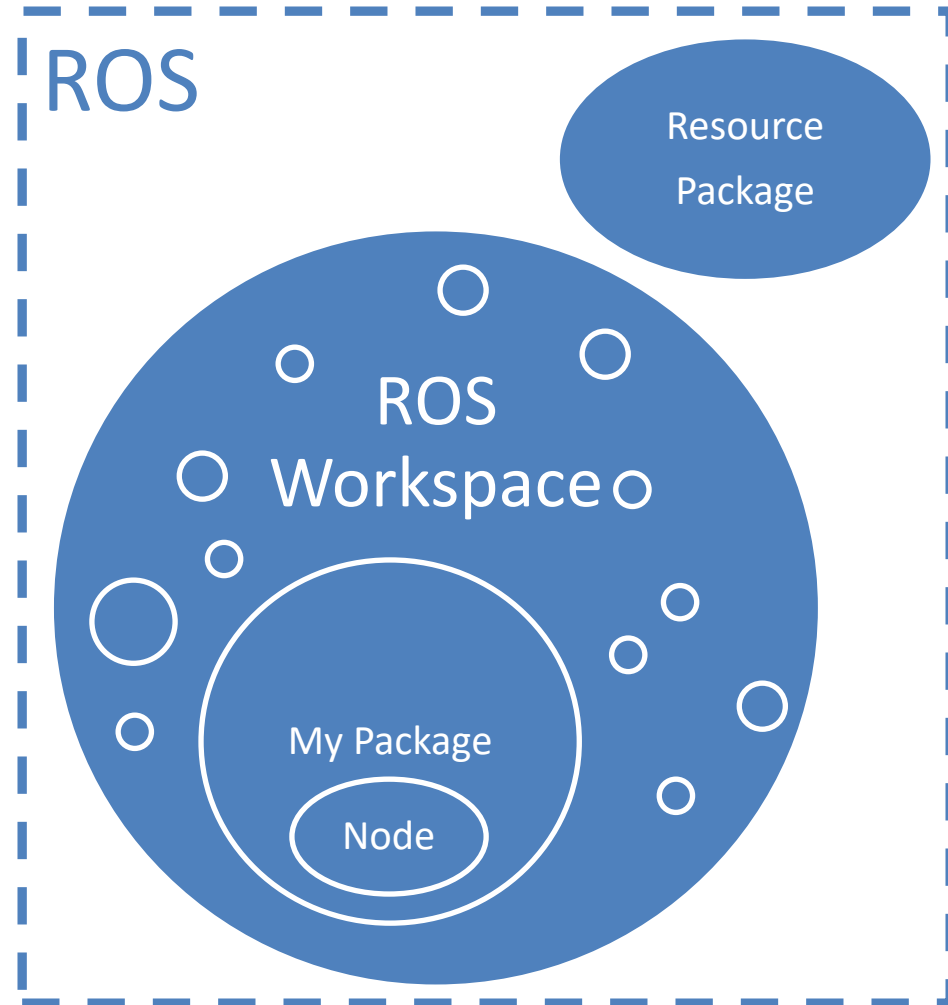 ROS
Resource
Package
ROS
Workspace
My Package
Node